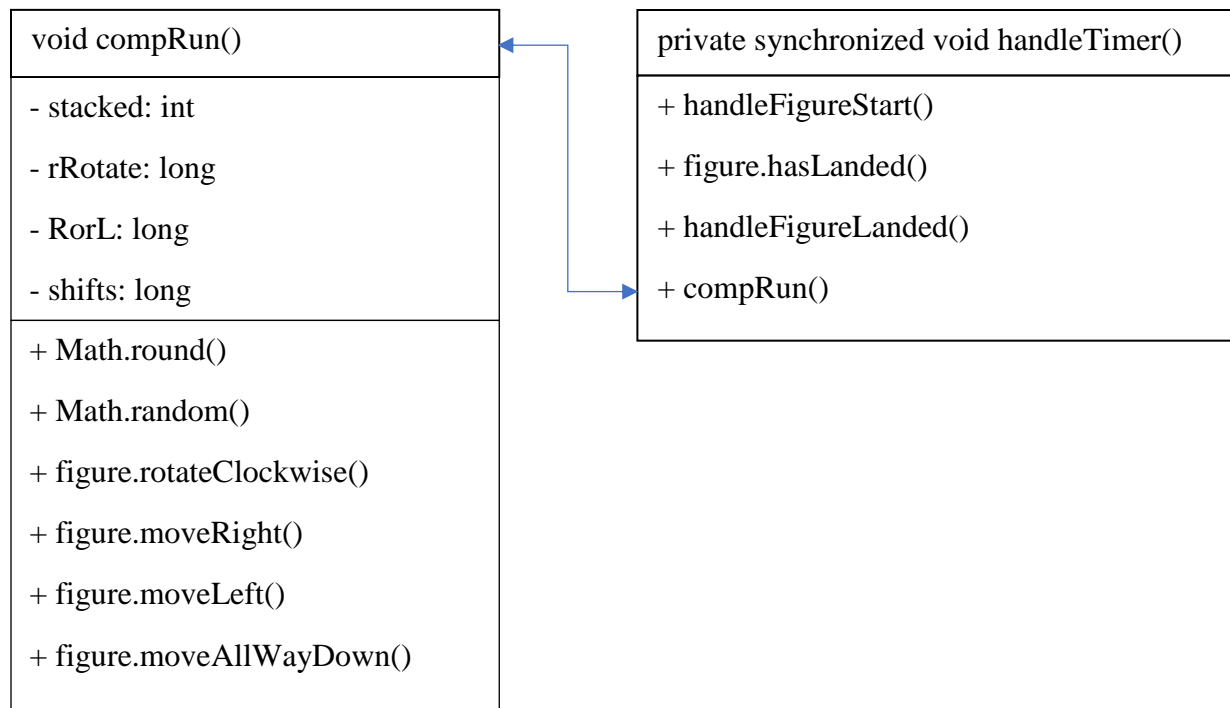 void compRun()
- stacked: int
- rRotate: long
- RorL: long
- shifts: long
+ Math.round()
+ Math.random()
+ figure.rotateClockwise()
+ figure.moveRight()
+ figure.moveLeft()
+ figure.moveAllWayDown()
private synchronized void handleTimer()
+ handleFigureStart()
+ figure.hasLanded()
+ handleFigureLanded()
+ compRun()